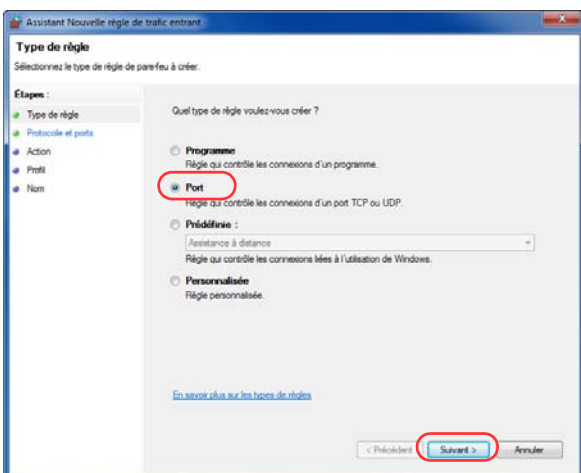 Assistant Nouvelle règle de trafic entrant
Type de règle
Sélectionnez le type de règle de pare-feu à créer.
Étapes :
Type de règle
Protocole et ports
Action
Profil
Nom
Quel type de règle voulez-vous créer ?
Programme
Règle qui contrôle les connexions d'un programme.
Port
Règle qui contrôle les connexions d'un port TCP ou UDP.
Prédéfinie :
Assistance à distance
Règle qui contrôle les connexions liées à l'utilisation de Windows.
Personnalisée
Règle personnalisée.
En savoir plus sur les types de règles
< Précédent
Suivant >
Annuler